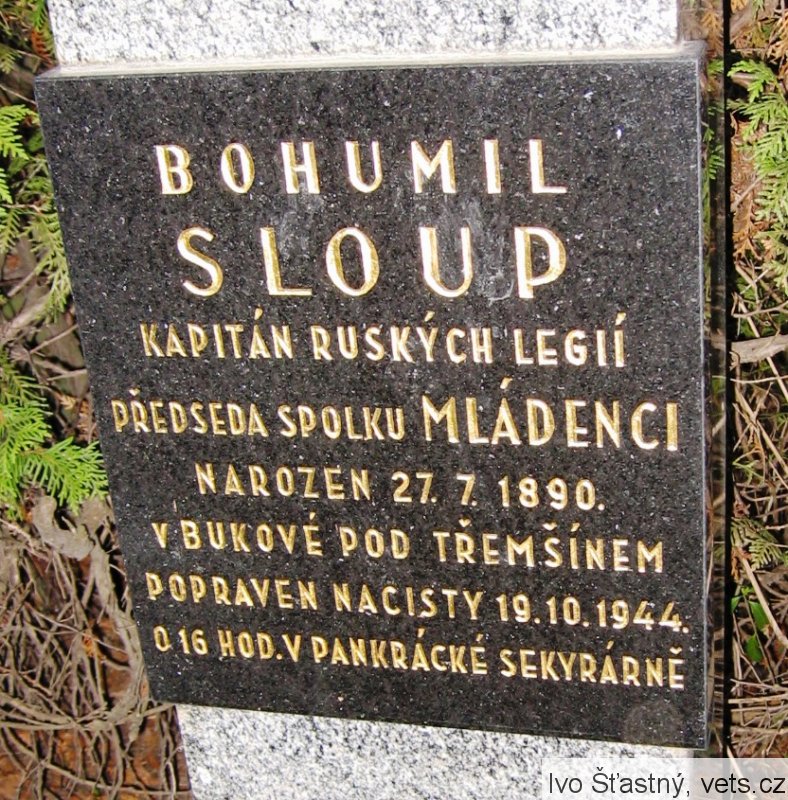 BOHUMIL
SLOUP
KAPITÁN RUSKÝCH LEGIÍ
PŘEDSEDA SPOLKU MLÁDENCI
NAROZEN 27. 7. 1890.
V BUKOVÉ POD TŘEMŠÍNEM
POPRAVEN NACISTY 19.10.1944.
O 16 HOD. V PANKRÁCKÉ SEKYRÁRNĚ
Ivo Šťastný, vets.cz